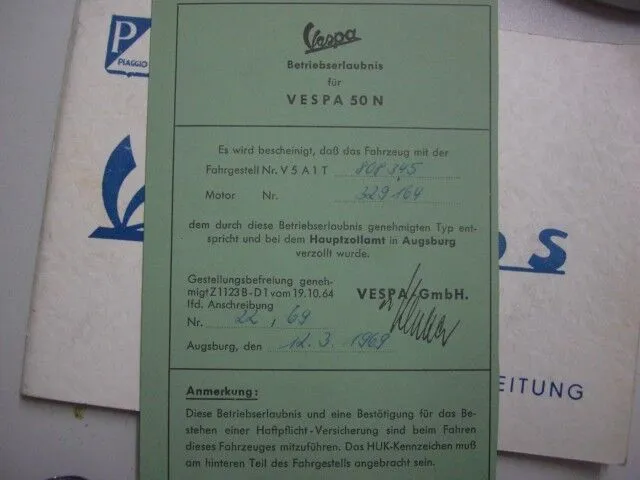 P
PIAGGIO
Vespa
Betriebserlaubnis
für
VESPA 50 N
Es wird bescheinigt, daß das Fahrzeug mit der
Fahrgestell Nr. V 5 A 1 T 808 345
Motor Nr. 329 164
dem durch diese Betriebserlaubnis genehmigten Typ ent-
spricht und bei dem Hauptzollamt in Augsburg
verzollt wurde.
Gestellungsbefreiung geneh-
migt Z 1123 B - D 1 vom 19.10.64
lfd. Anschreibung
Nr. 22 / 69
VESPA GmbH.
Augsburg, den 12. 3. 1969
Anmerkung:
Diese Betriebserlaubnis und eine Bestätigung für das Be-
stehen einer Haftpflicht-Versicherung sind beim Fahren
dieses Fahrzeuges mitzuführen. Das HUK-Kennzeichen muß
am hinteren Teil des Fahrgestells angebracht sein.
O S
EITUNG